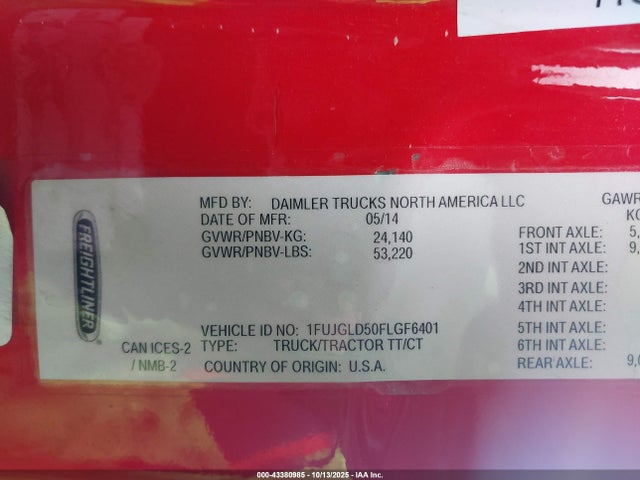 MFD BY: DAIMLER TRUCKS NORTH AMERICA LLC
DATE OF MFR: 05/14
GVWR/PNBV-KG: 24,140
GVWR/PNBV-LBS: 53,220
FREIGHTLINER
VEHICLE ID NO.: 1FUJGLD50FLGF6401
CAN ICES-2
/ NMB-2
TYPE: TRUCK/TRACTOR TT/CT
COUNTRY OF ORIGIN: U.S.A.
GAWR
FRONT AXLE: 5,
1ST INT AXLE: 9,
2ND INT AXLE:
3RD INT AXLE:
4TH INT AXLE:
5TH INT AXLE:
6TH INT AXLE:
REAR AXLE:
000-43380985 - 10/13/2025 - IAA Inc.